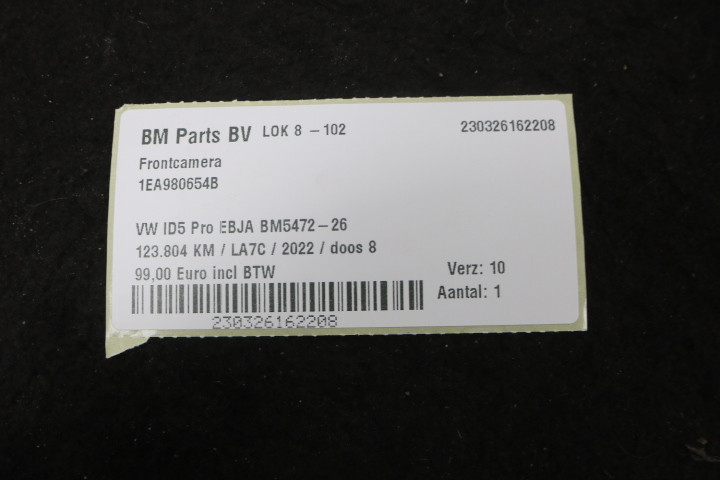 BM Parts BV LOK 8 - 102 230326162208
Frontcamera
1EA980654B
VW ID5 Pro EBJA BM5472-26
123.804 KM / LA7C / 2022 / doos 8
99,00 Euro incl BTW
Verz: 10
Aantal: 1
230326162208